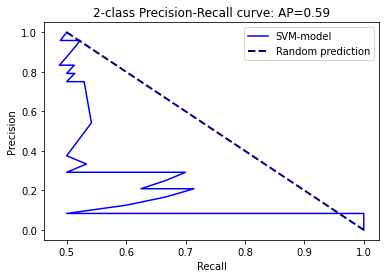 2-class Precision-Recall curve: AP=0.59
SVM-model
Random prediction
Precision
1.0
0.8
0.6
0.4
0.2
0.0
0.5
0.6
0.7
0.8
0.9
1.0
Recall